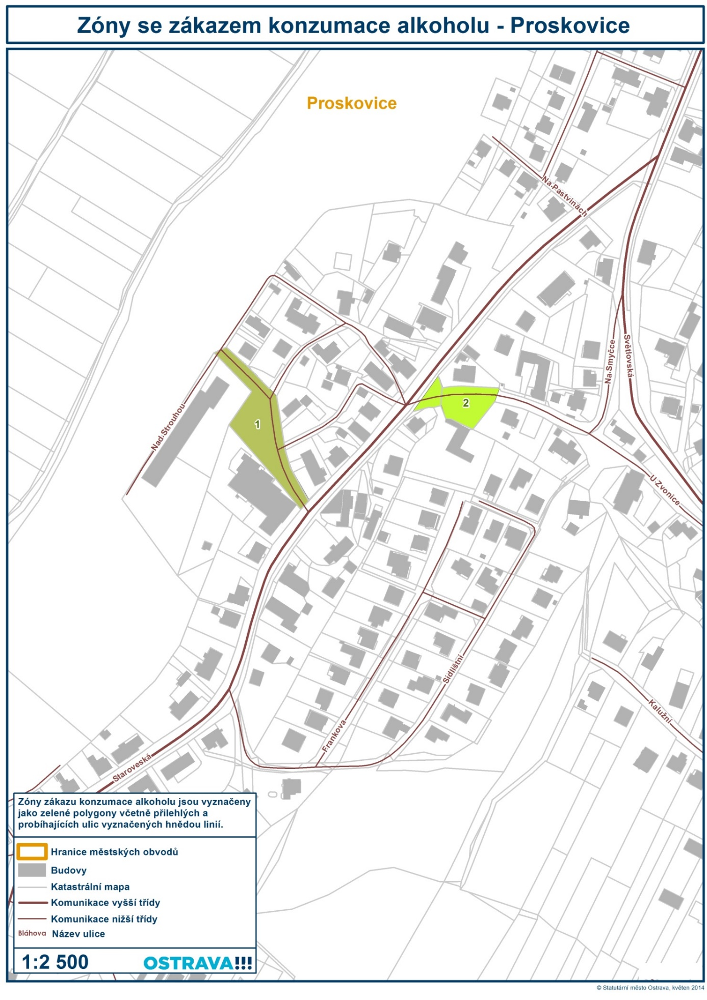 Zóny se zákazem konzumace alkoholu - Proskovice
Proskovice
Na Pastvinách
Na Smyčce
Světlovská
2
1
Nad Strouhou
U Zvonice
Sídlištní
Kalužní
Frankova
Staroveská
Zóny zákazu konzumace alkoholu jsou vyznačeny
jako zelené polygony včetně přilehlých a
probíhajících ulic vyznačených hnědou linií.
Hranice městských obvodů
Budovy
Katastrální mapa
Komunikace vyšší třídy
Komunikace nižší třídy
Bláhova Název ulice
1:2 500
OSTRAVA!!!
© Statutární město Ostrava, květen 2014